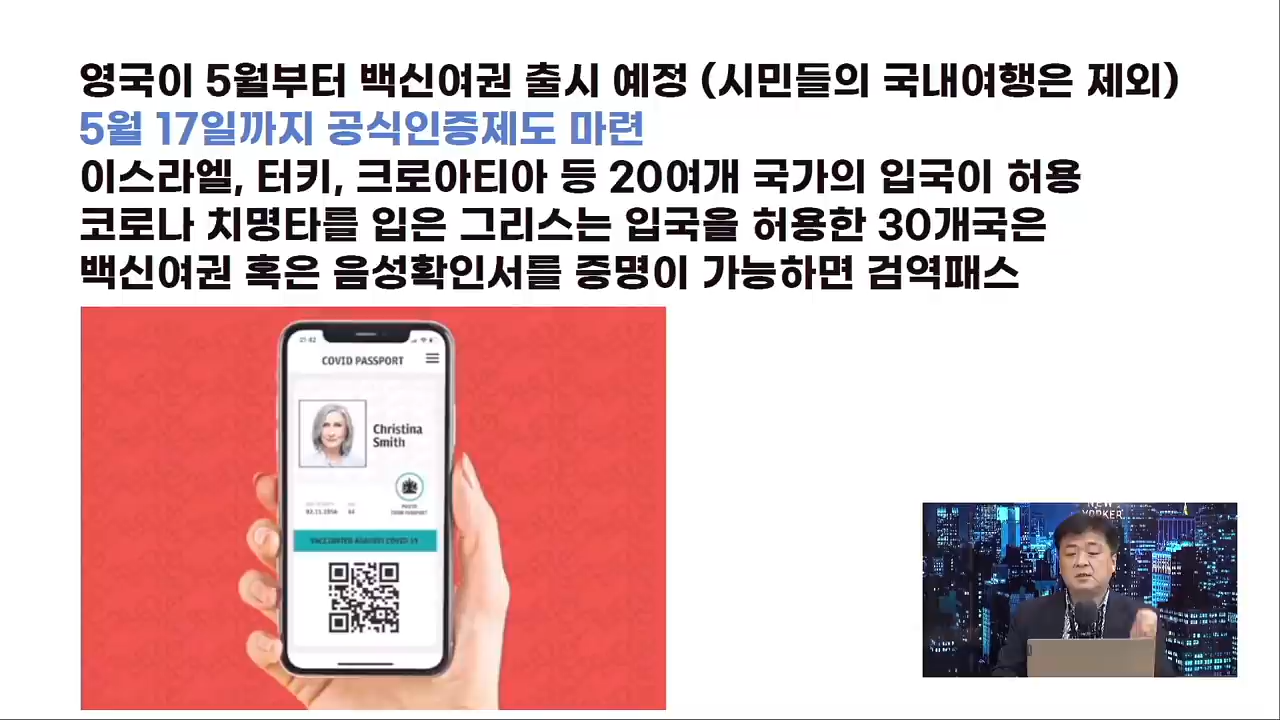 영국이 5월부터 백신여권 출시 예정 (시민들의 국내여행은 제외)
5월 17일까지 공식인증제도 마련
이스라엘, 터키, 크로아티아 등 20여개 국가의 입국이 허용
코로나 치명타를 입은 그리스는 입국을 허용한 30개국은
백신여권 혹은 음성확인서를 증명이 가능하면 검역패스
COVID PASSPORT
Christina
Smith
VACCINATED AGAINST COVID 19
NEW
YORKER